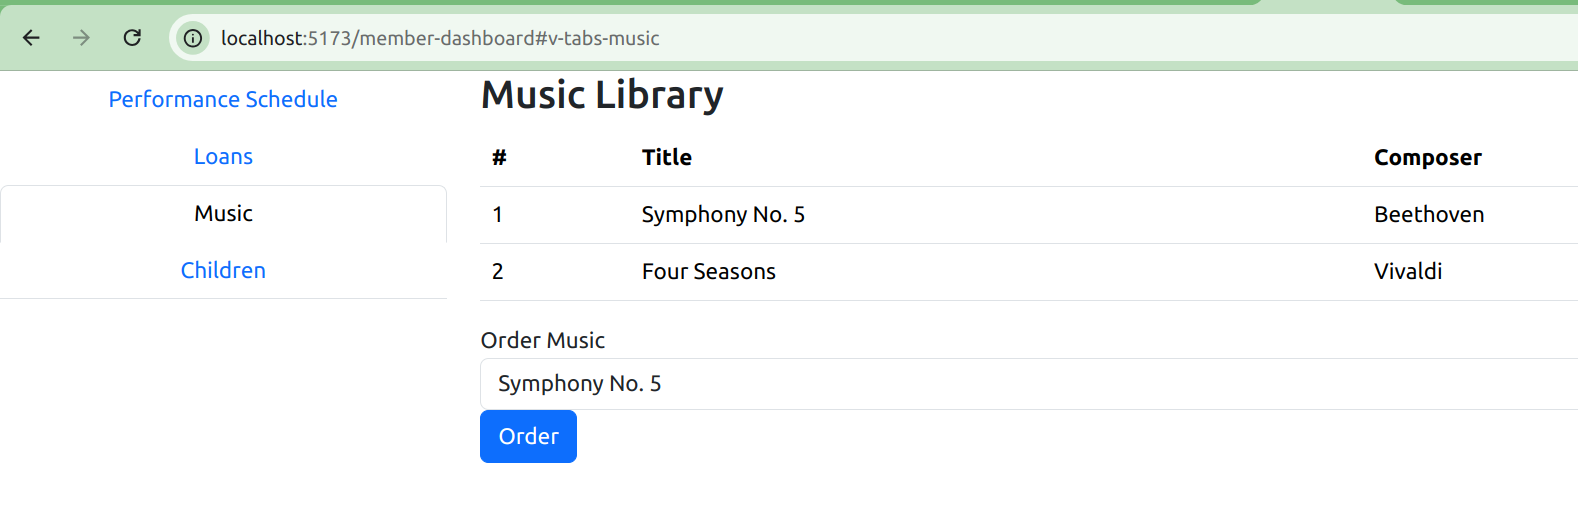 localhost:5173/member-dashboard#v-tabs-music
Performance Schedule
Loans
Music
Children
Music Library
# Title Composer
1 Symphony No. 5 Beethoven
2 Four Seasons Vivaldi
Order Music
Symphony No. 5
Order